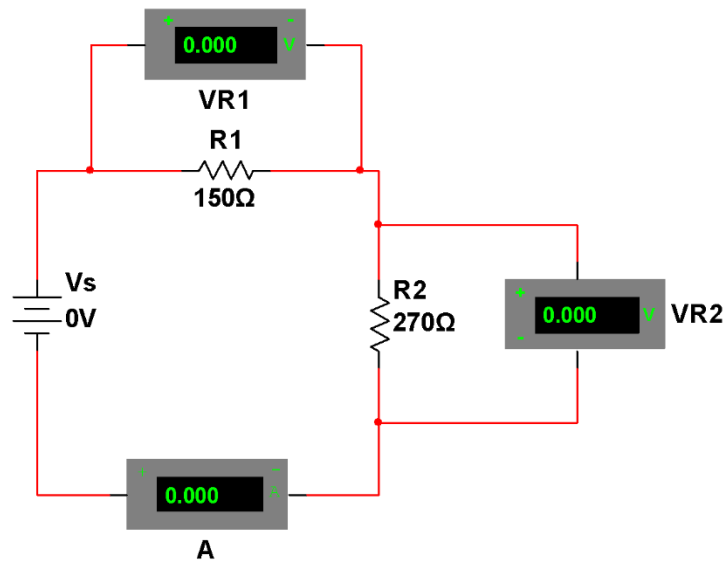 + -
0.000 V
VR1
R1
150Ω
Vs
0V
R2
270Ω
+
0.000 V
-
VR2
+ -
0.000 A
A